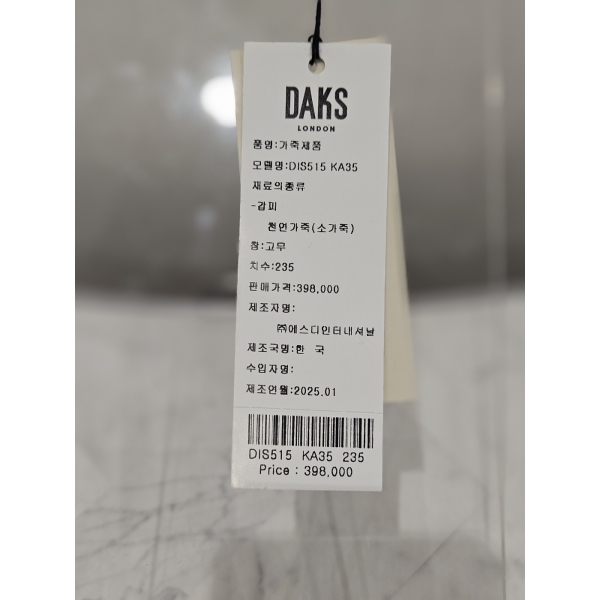 DAKS
LONDON
품명:가죽제품
모델명:DIS515 KA35
재료의종류
-갑피
천연가죽(소가죽)
창:고무
치수:235
판매가격:398,000
제조자명:
㈜에스디인터내셔날
제조국명:한 국
수입자명:
제조연월:2025.01
DIS515 KA35 235
Price : 398,000